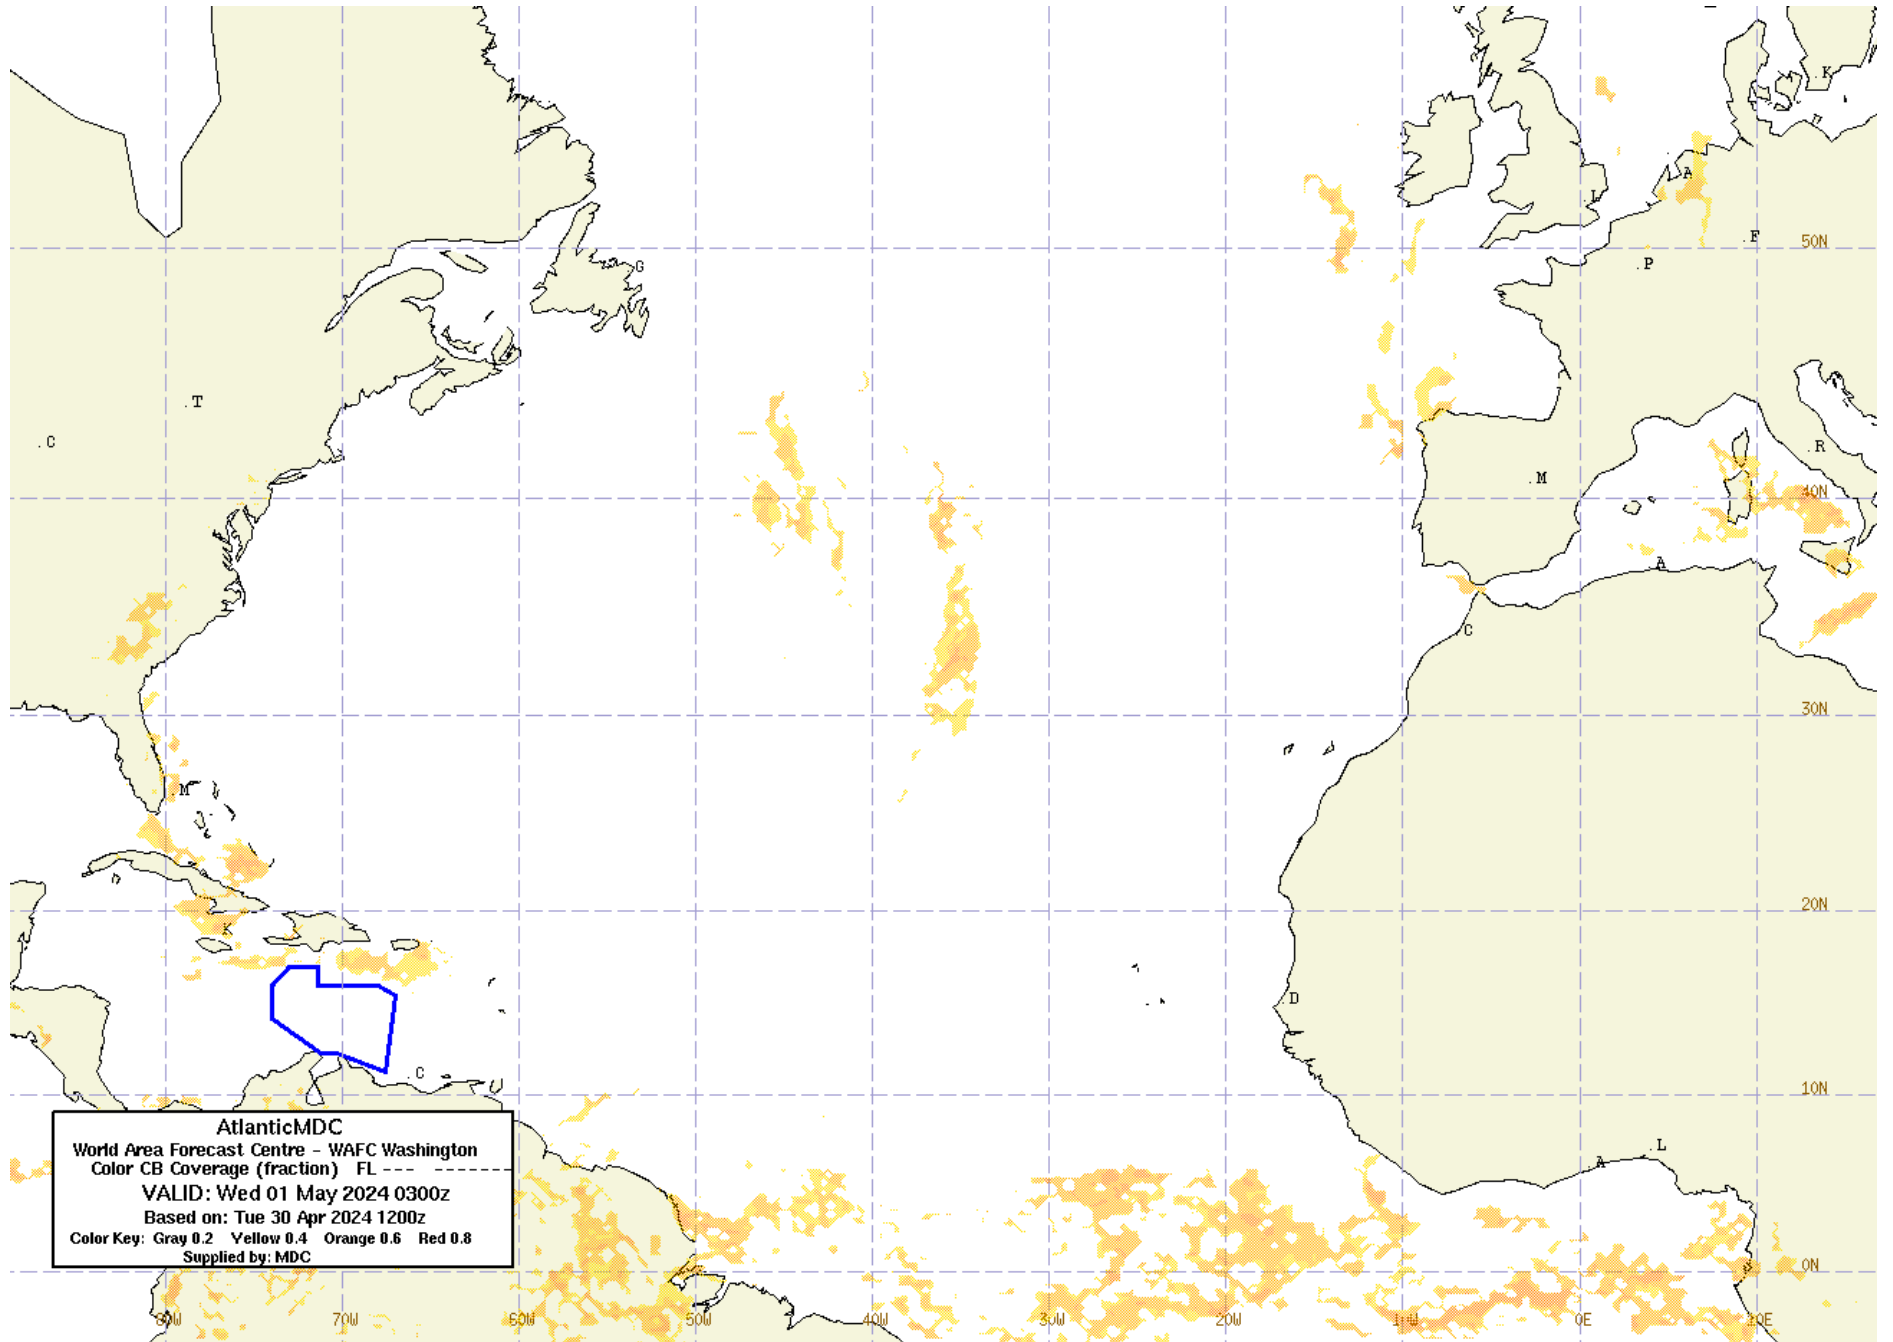 .K
A
L
50N
.F
.P
G
.T
.C
R
.M
40N
A
C
30N
M
20N
K
D
C
10N
L
A
AtlanticMDC
World Area Forecast Centre - WAFC Washington
Color CB Coverage (fraction) FL --- -------
VALID: Wed 01 May 2024 0300z
Based on: Tue 30 Apr 2024 1200z
Color Key: Gray 0.2 Yellow 0.4 Orange 0.6 Red 0.8
Supplied by: MDC
0N
80W 70W 60W 50W 40W 30W 20W 10W 0E 10E